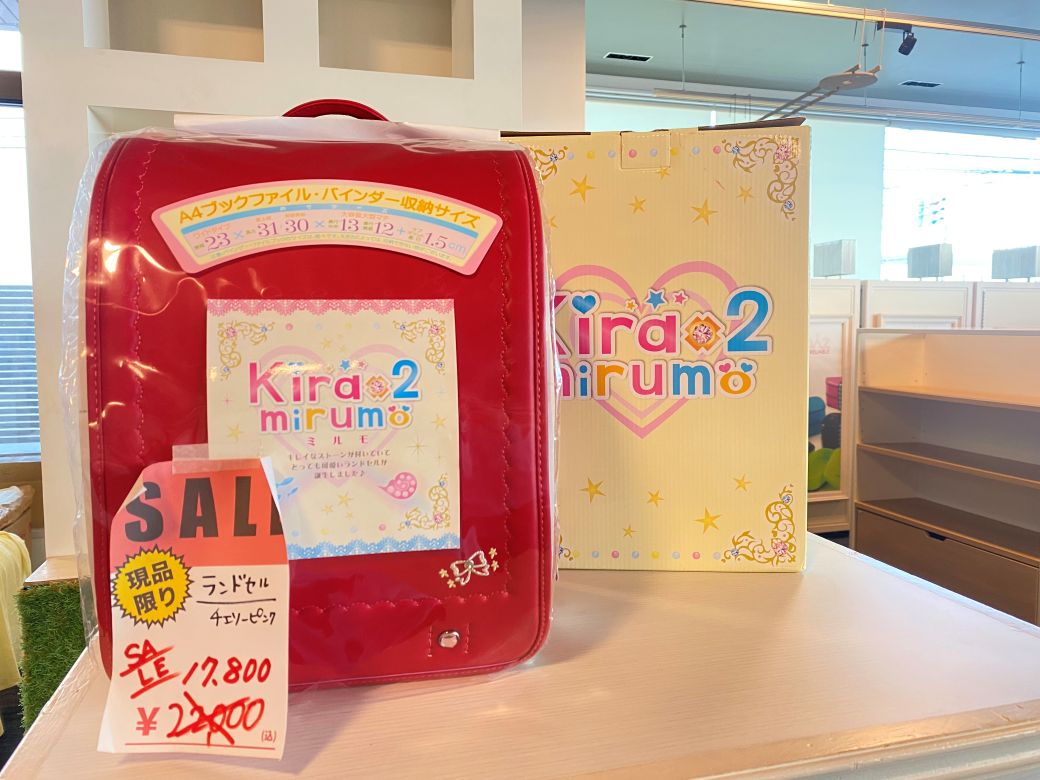 A4ブックファイル・バインダー収納サイズ
23×31/30×13/12+1.5cm
Kira 2
mirumo
ミルモ
キレイなストーンが付いていて
とっても可愛いランドセルが
誕生しました♪
SALE
現品
限り
ランドセル
チェリーピンク
SALE 17,800
¥22000
(込)
Kira 2
mirumo